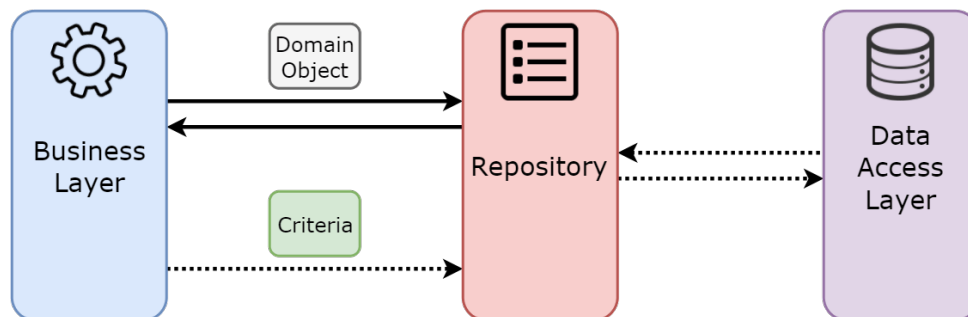 Domain
Object
Business
Layer
Repository
Data
Access
Layer
Criteria